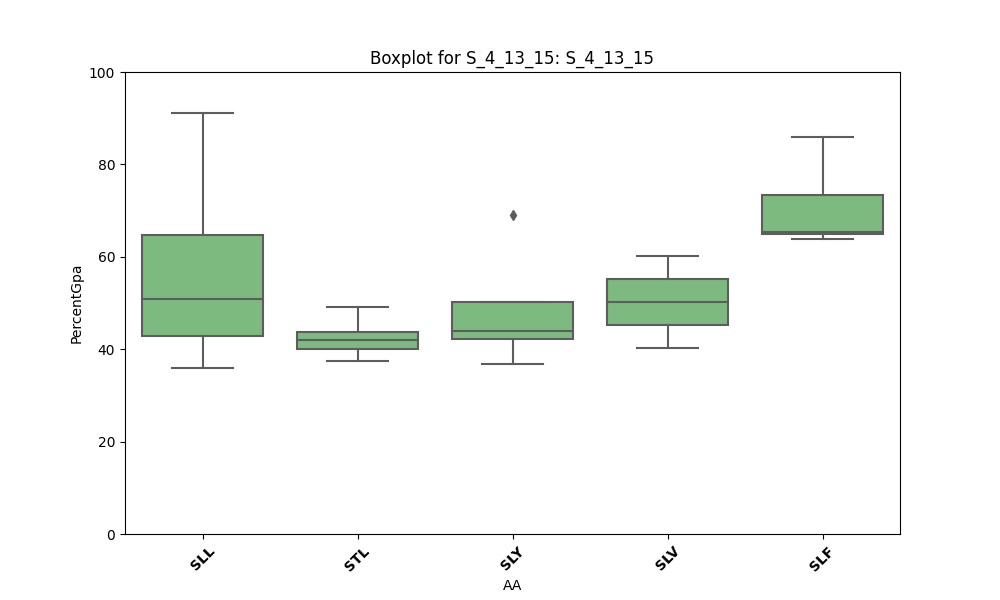 Boxplot for S_4_13_15: S_4_13_15
PercentGpa
100
80
60
40
20
0
SLL
STL
SLY
SLV
SLF
AA